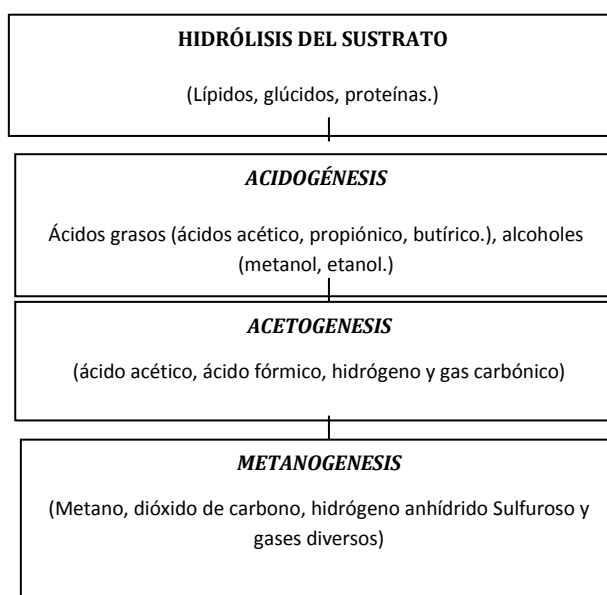 HIDRÓLISIS DEL SUSTRATO
(Lípidos, glúcidos, proteínas.)
ACIDOGÉNESIS
Ácidos grasos (ácidos acético, propiónico, butírico.), alcoholes
(metanol, etanol.)
ACETOGENESIS
(ácido acético, ácido fórmico, hidrógeno y gas carbónico)
METANOGENESIS
(Metano, dióxido de carbono, hidrógeno anhídrido Sulfuroso y
gases diversos)